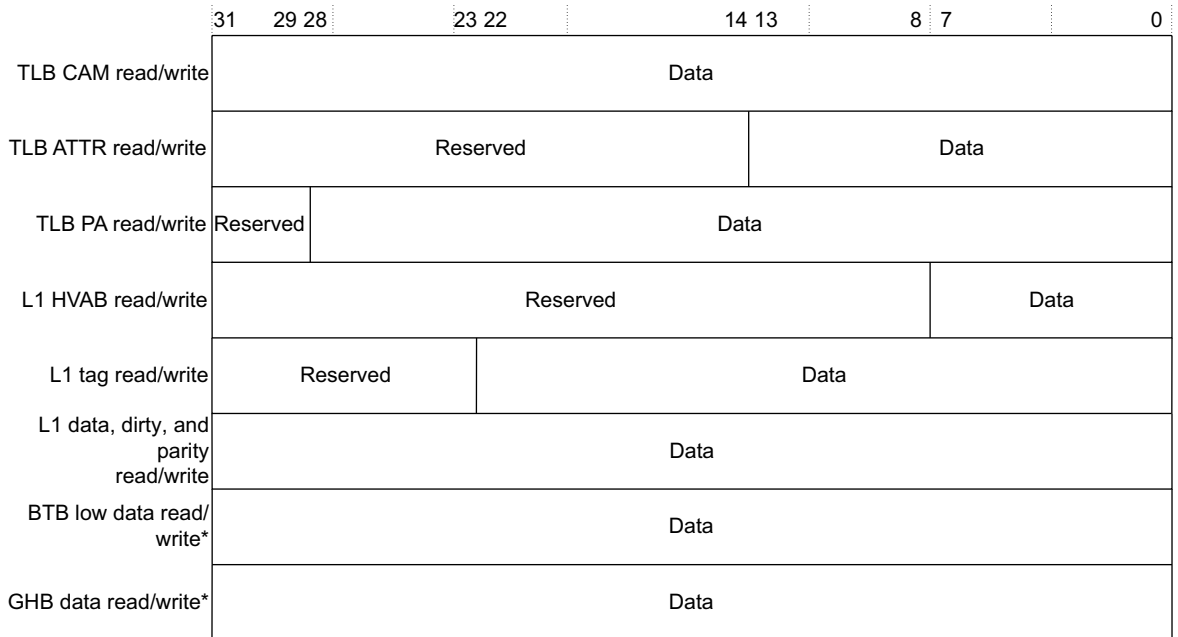 31 29 28 23 22 14 13 8 7 0
TLB CAM read/write Data
TLB ATTR read/write Reserved Data
TLB PA read/write Reserved Data
L1 HVAB read/write Reserved Data
L1 tag read/write Reserved Data
L1 data, dirty, and
parity
read/write
Data
BTB low data read/
write*
Data
GHB data read/write* Data